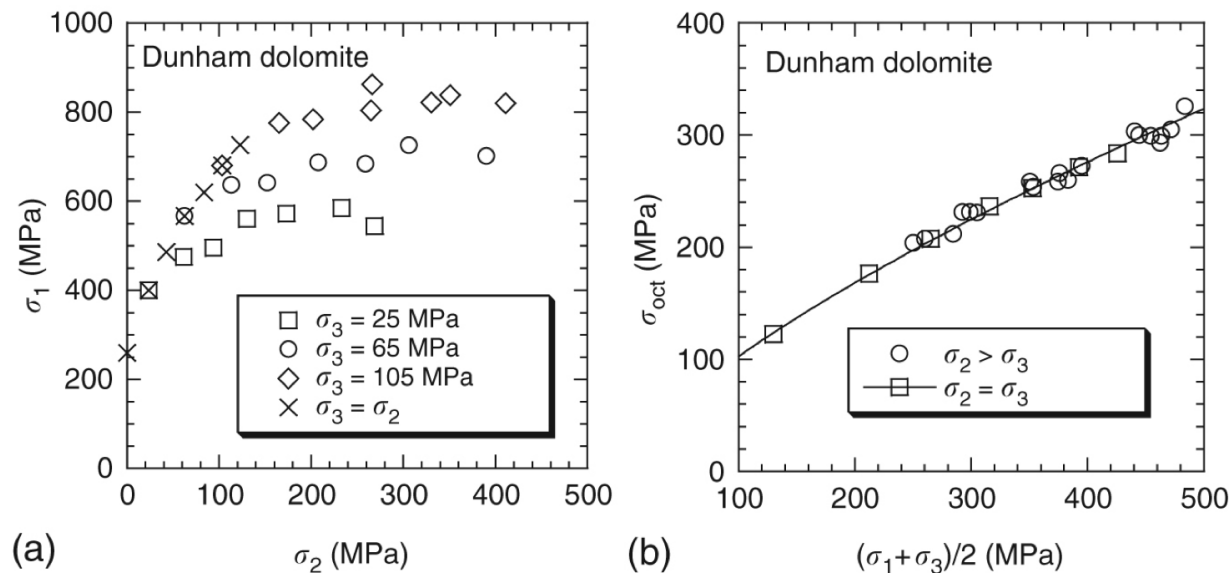 1000
800
600
400
200
0
σ₁ (MPa)
Dunham dolomite
σ₃ = 25 MPa
σ₃ = 65 MPa
σ₃ = 105 MPa
σ₃ = σ₂
0 100 200 300 400 500
(a)
σ₂ (MPa)
400
300
200
100
0
σoct (MPa)
Dunham dolomite
σ₂ > σ₃
σ₂ = σ₃
100 200 300 400 500
(b)
(σ₁+σ₃)/2 (MPa)